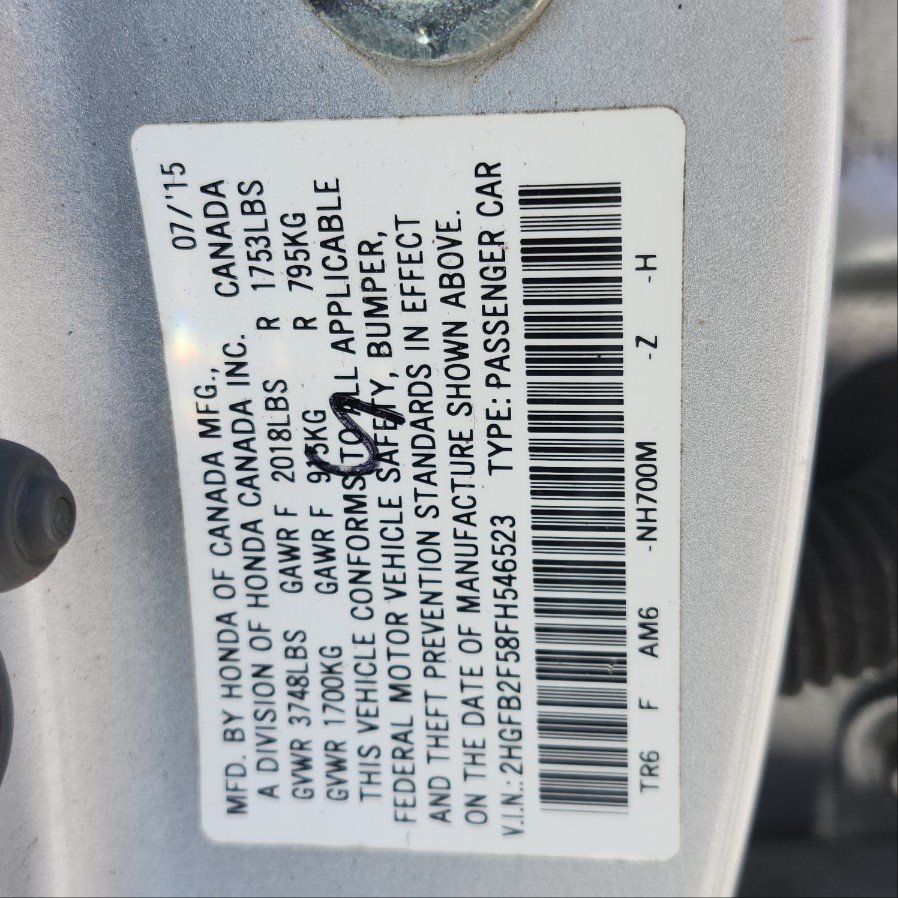 MFD. BY HONDA OF CANADA MFG., 07/'15
A DIVISION OF HONDA CANADA INC. CANADA
GVWR 3748LBS GAWR F 2018LBS R 1753LBS
GVWR 1700KG GAWR F 915KG R 795KG
THIS VEHICLE CONFORMS TO ALL APPLICABLE
FEDERAL MOTOR VEHICLE SAFETY, BUMPER,
AND THEFT PREVENTION STANDARDS IN EFFECT
ON THE DATE OF MANUFACTURE SHOWN ABOVE.
V.I.N.: 2HGFB2F58FH546523 TYPE: PASSENGER CAR
TR6 F AM6 -NH700M -Z -H